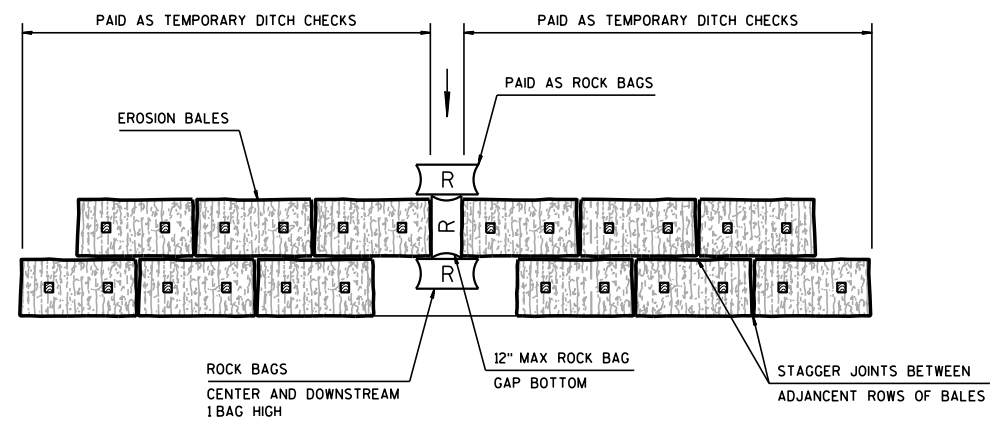 PAID AS TEMPORARY DITCH CHECKS
PAID AS TEMPORARY DITCH CHECKS
PAID AS ROCK BAGS
EROSION BALES
R
R
R
12" MAX ROCK BAG
GAP BOTTOM
ROCK BAGS
CENTER AND DOWNSTREAM
1 BAG HIGH
STAGGER JOINTS BETWEEN
ADJANCENT ROWS OF BALES